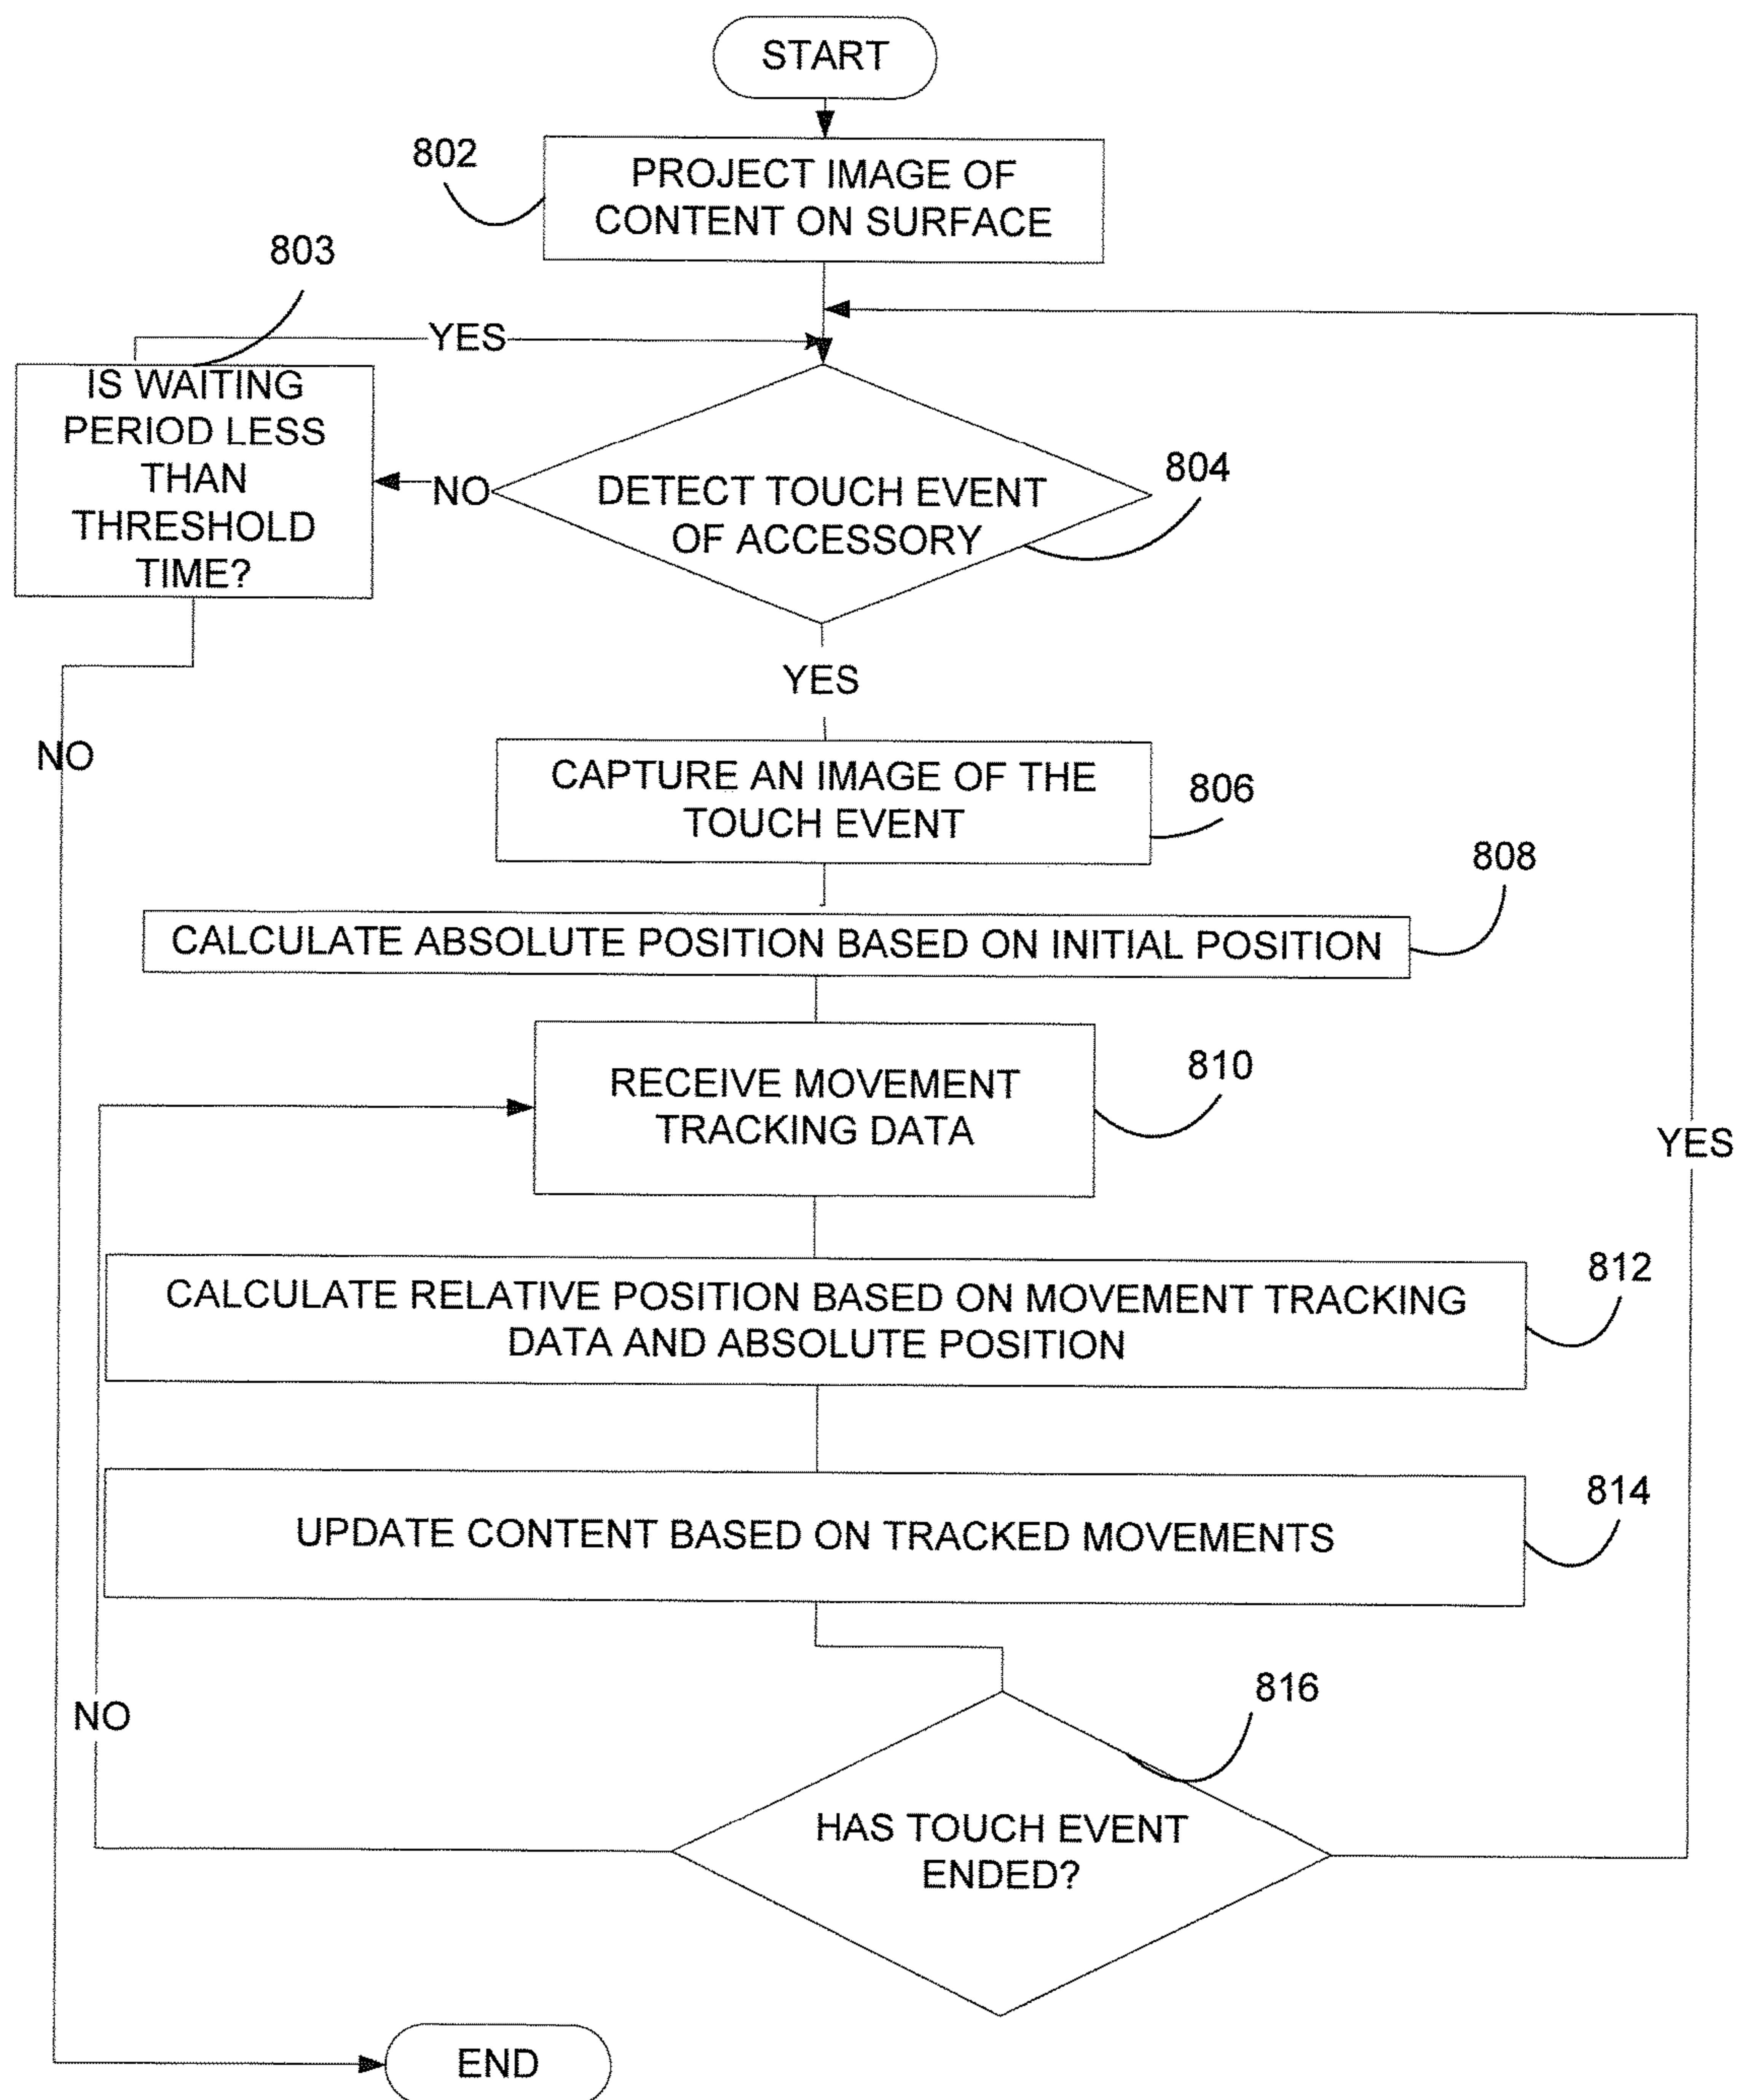 START
802
PROJECT IMAGE OF
CONTENT ON SURFACE
803
YES
IS WAITING
PERIOD LESS
THAN
THRESHOLD
TIME?
NO
DETECT TOUCH EVENT
OF ACCESSORY
804
YES
NO
CAPTURE AN IMAGE OF THE
TOUCH EVENT
806
808
CALCULATE ABSOLUTE POSITION BASED ON INITIAL POSITION
RECEIVE MOVEMENT
TRACKING DATA
810
YES
CALCULATE RELATIVE POSITION BASED ON MOVEMENT TRACKING
DATA AND ABSOLUTE POSITION
812
UPDATE CONTENT BASED ON TRACKED MOVEMENTS
814
NO
816
HAS TOUCH EVENT
ENDED?
END